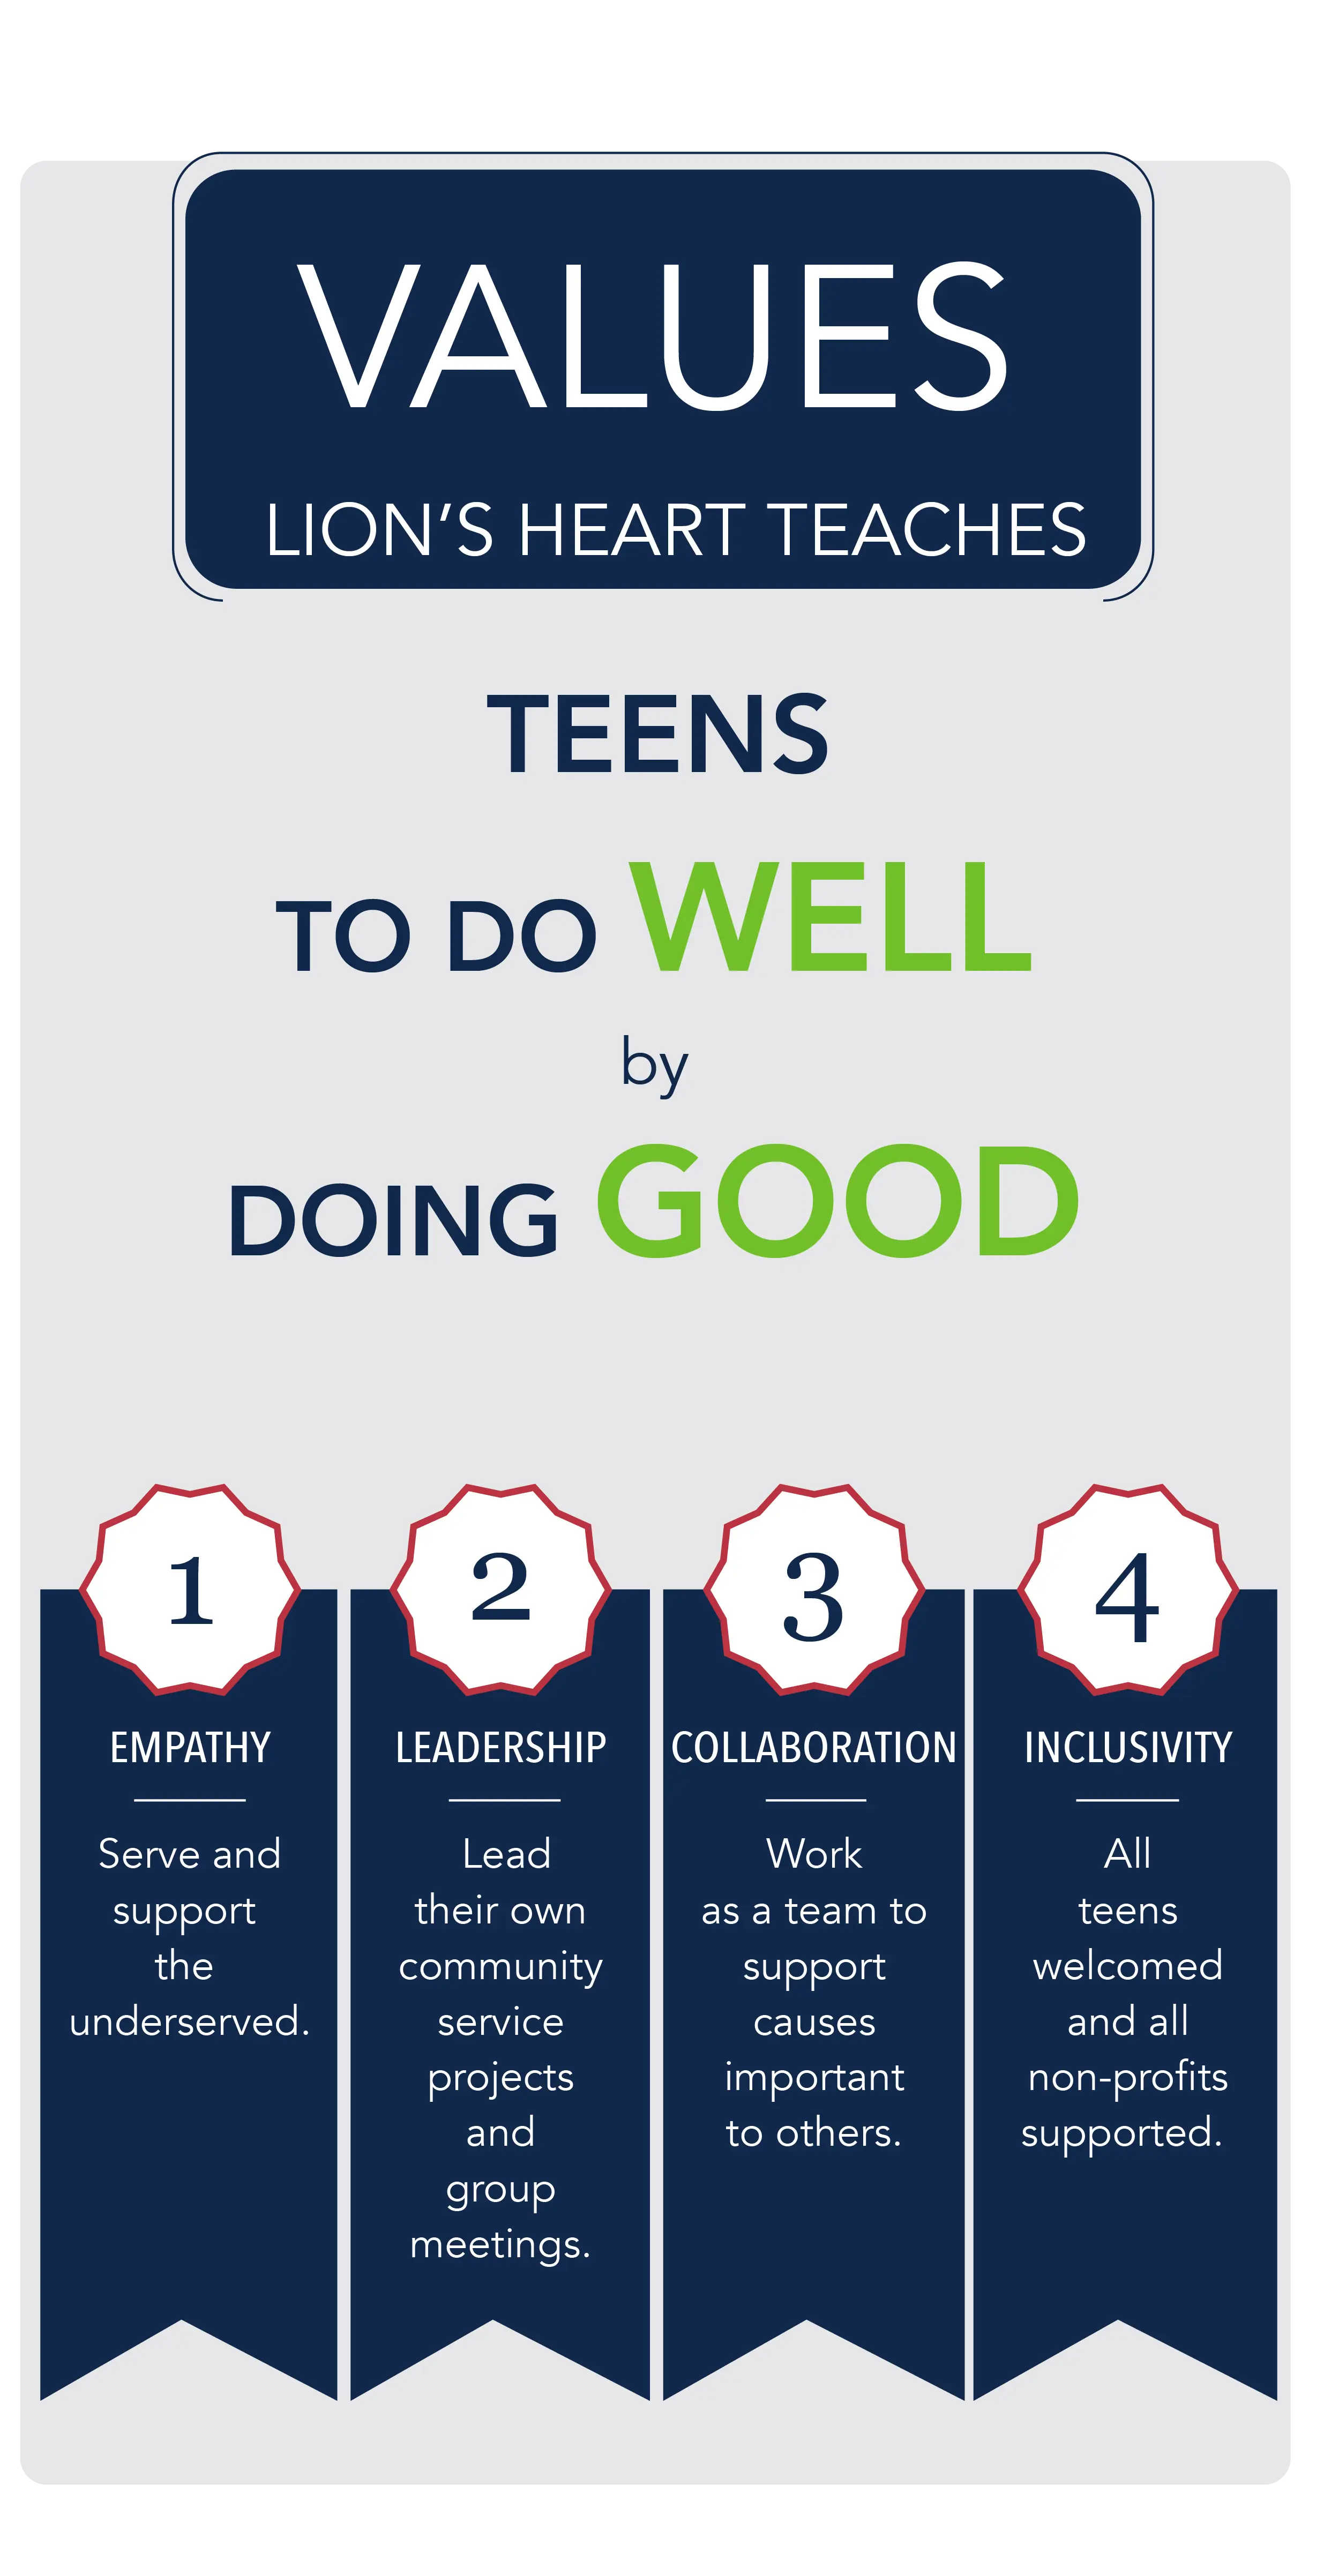 VALUES
LION’S HEART TEACHES
TEENS
TO DO WELL
by
DOING GOOD
1
EMPATHY
Serve and
support
the
underserved.
2
LEADERSHIP
Lead
their own
community
service
projects
and
group
meetings.
3
COLLABORATION
Work
as a team to
support
causes
important
to others.
4
INCLUSIVITY
All
teens
welcomed
and all
non-profits
supported.